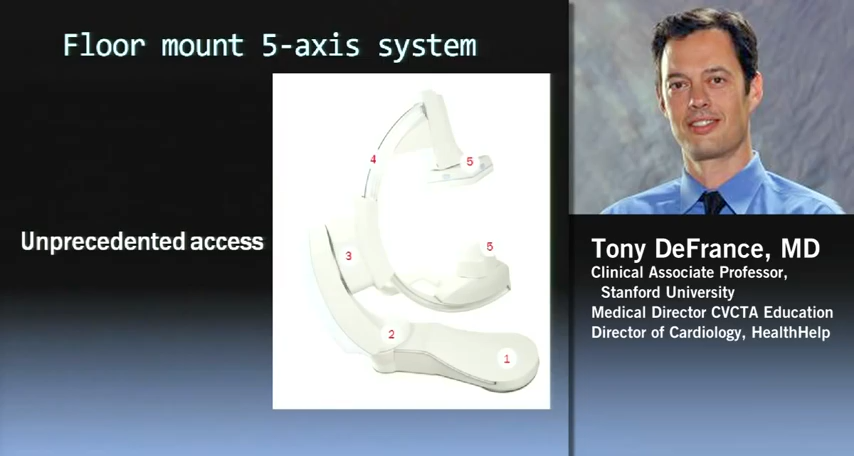 Floor mount 5-axis system
Unprecedented access
4
5
5
3
2
1
Tony DeFrance, MD
Clinical Associate Professor,
Stanford University
Medical Director CVCTA Education
Director of Cardiology, HealthHelp